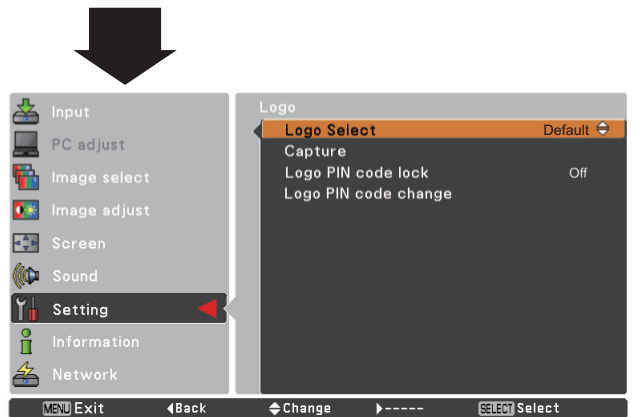 Input
PC adjust
Image select
Image adjust
Screen
Sound
Setting
Information
Network
Logo
Logo Select Default
Capture
Logo PIN code lock Off
Logo PIN code change
MENU Exit Back Change ----- SELECT Select